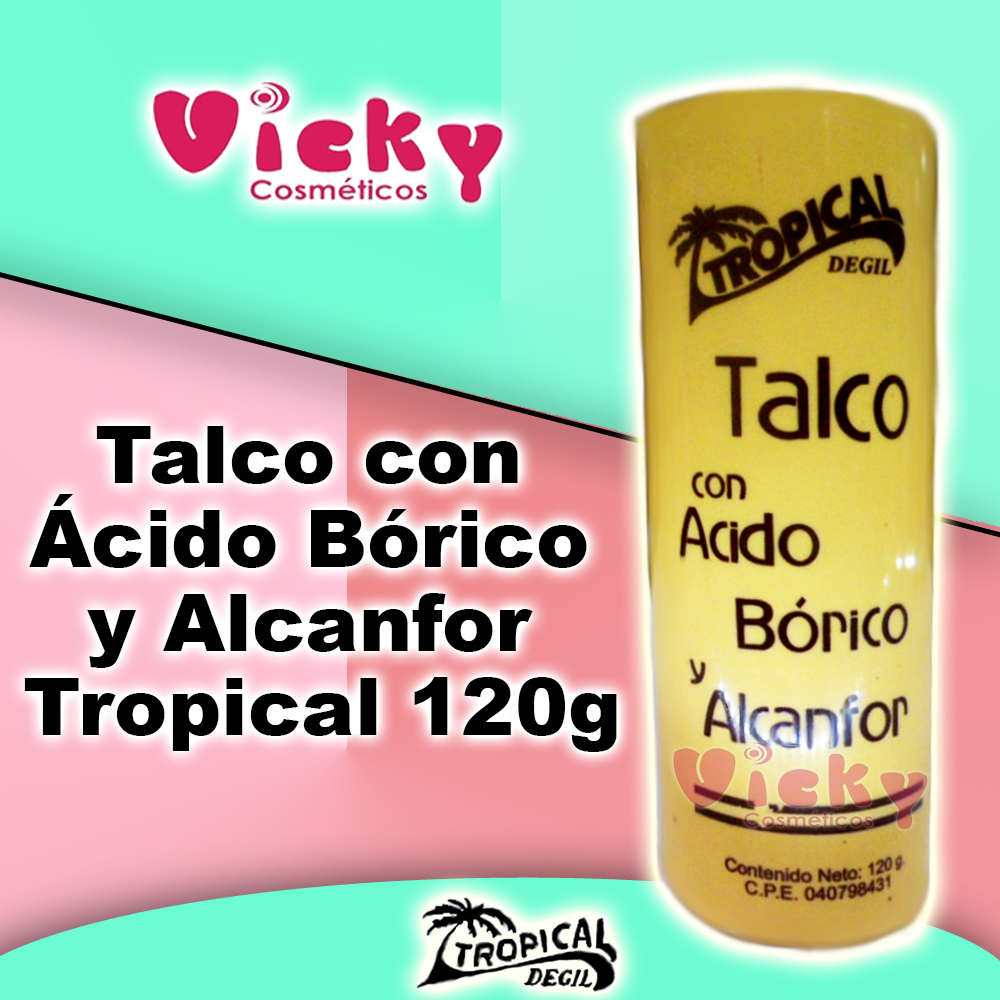 Vicky
Cosméticos
Talco con
Ácido Bórico
y Alcanfor
Tropical 120g
TROPICAL
DEGIL
Talco
con
Acido
Bórico
y
Alcanfor
Vicky
Cosméticos
Contenido Neto: 120 g.
C.P.E. 040798431
TROPICAL
DEGIL